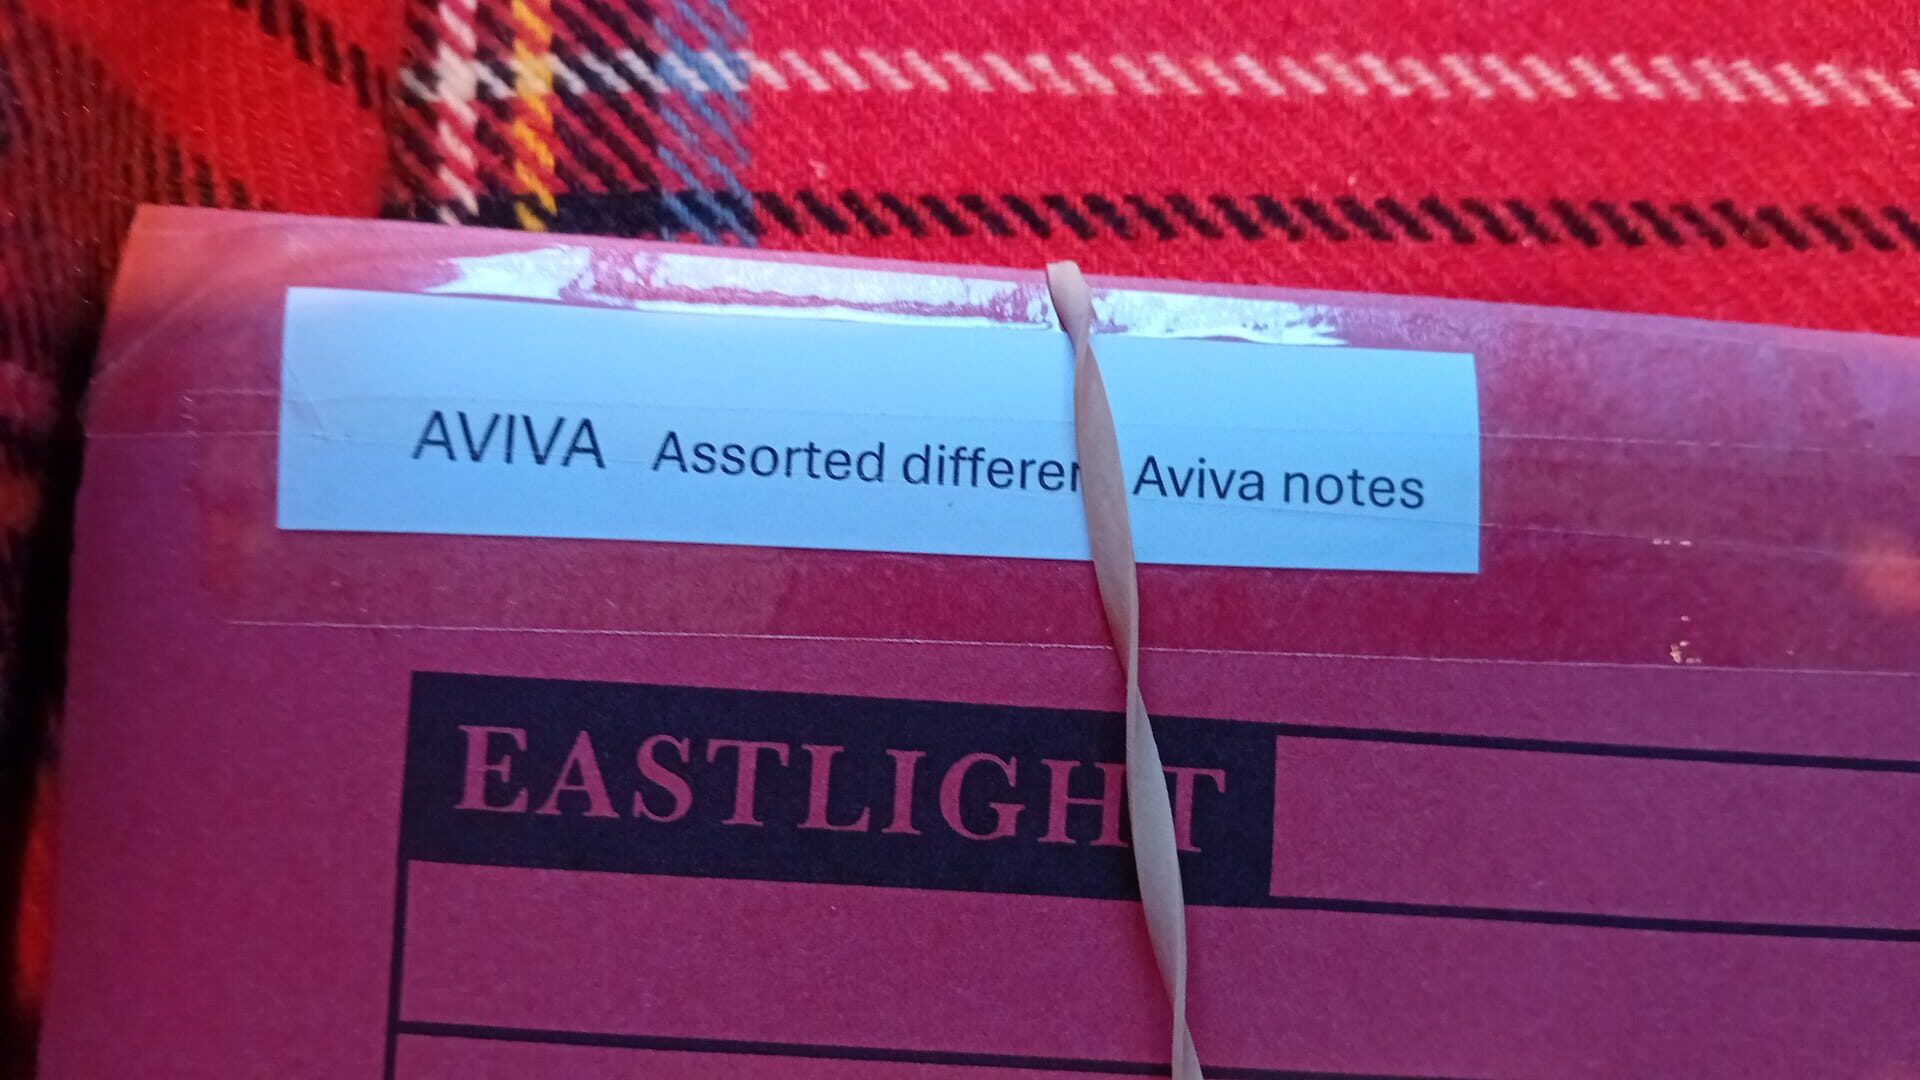 AVIVA Assorted differen Aviva notes
EASTLIGHT